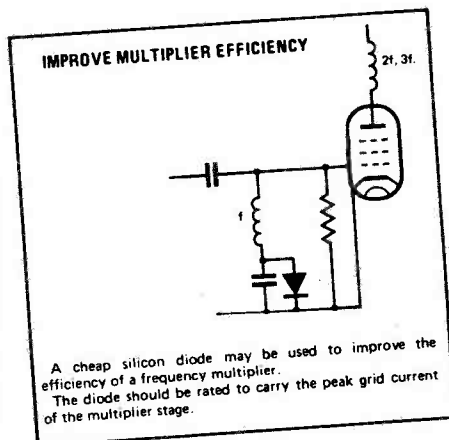 IMPROVE MULTIPLIER EFFICIENCY
2f, 3f.
f
A cheap silicon diode may be used to improve the
efficiency of a frequency multiplier.
The diode should be rated to carry the peak grid current
of the multiplier stage.